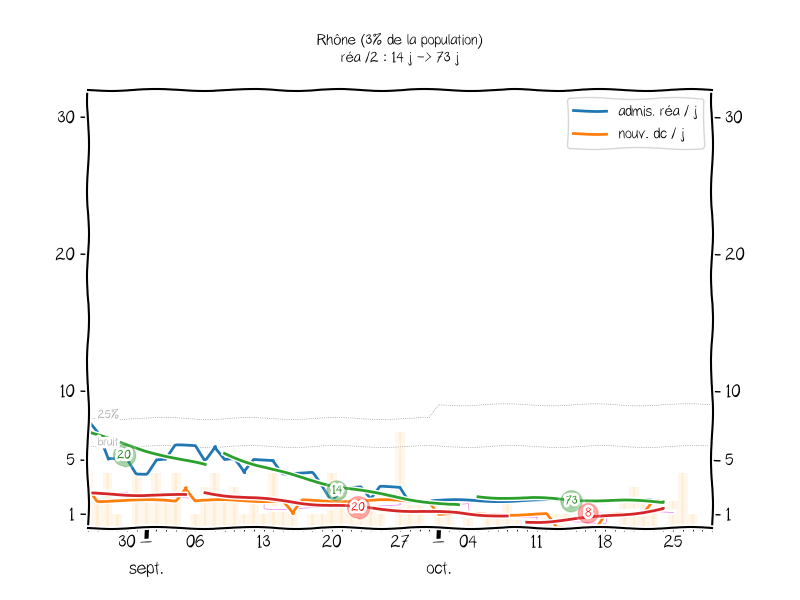 Rhône (3% de la population)
réa /2 : 14 j -> 73 j
admis. réa / j
nouv. dc / j
30
30
20
20
10
10
25%
bruit
5
5
1
1
20
14
20
73
8
30 06 13 20 27 04 11 18 25
sept. oct.